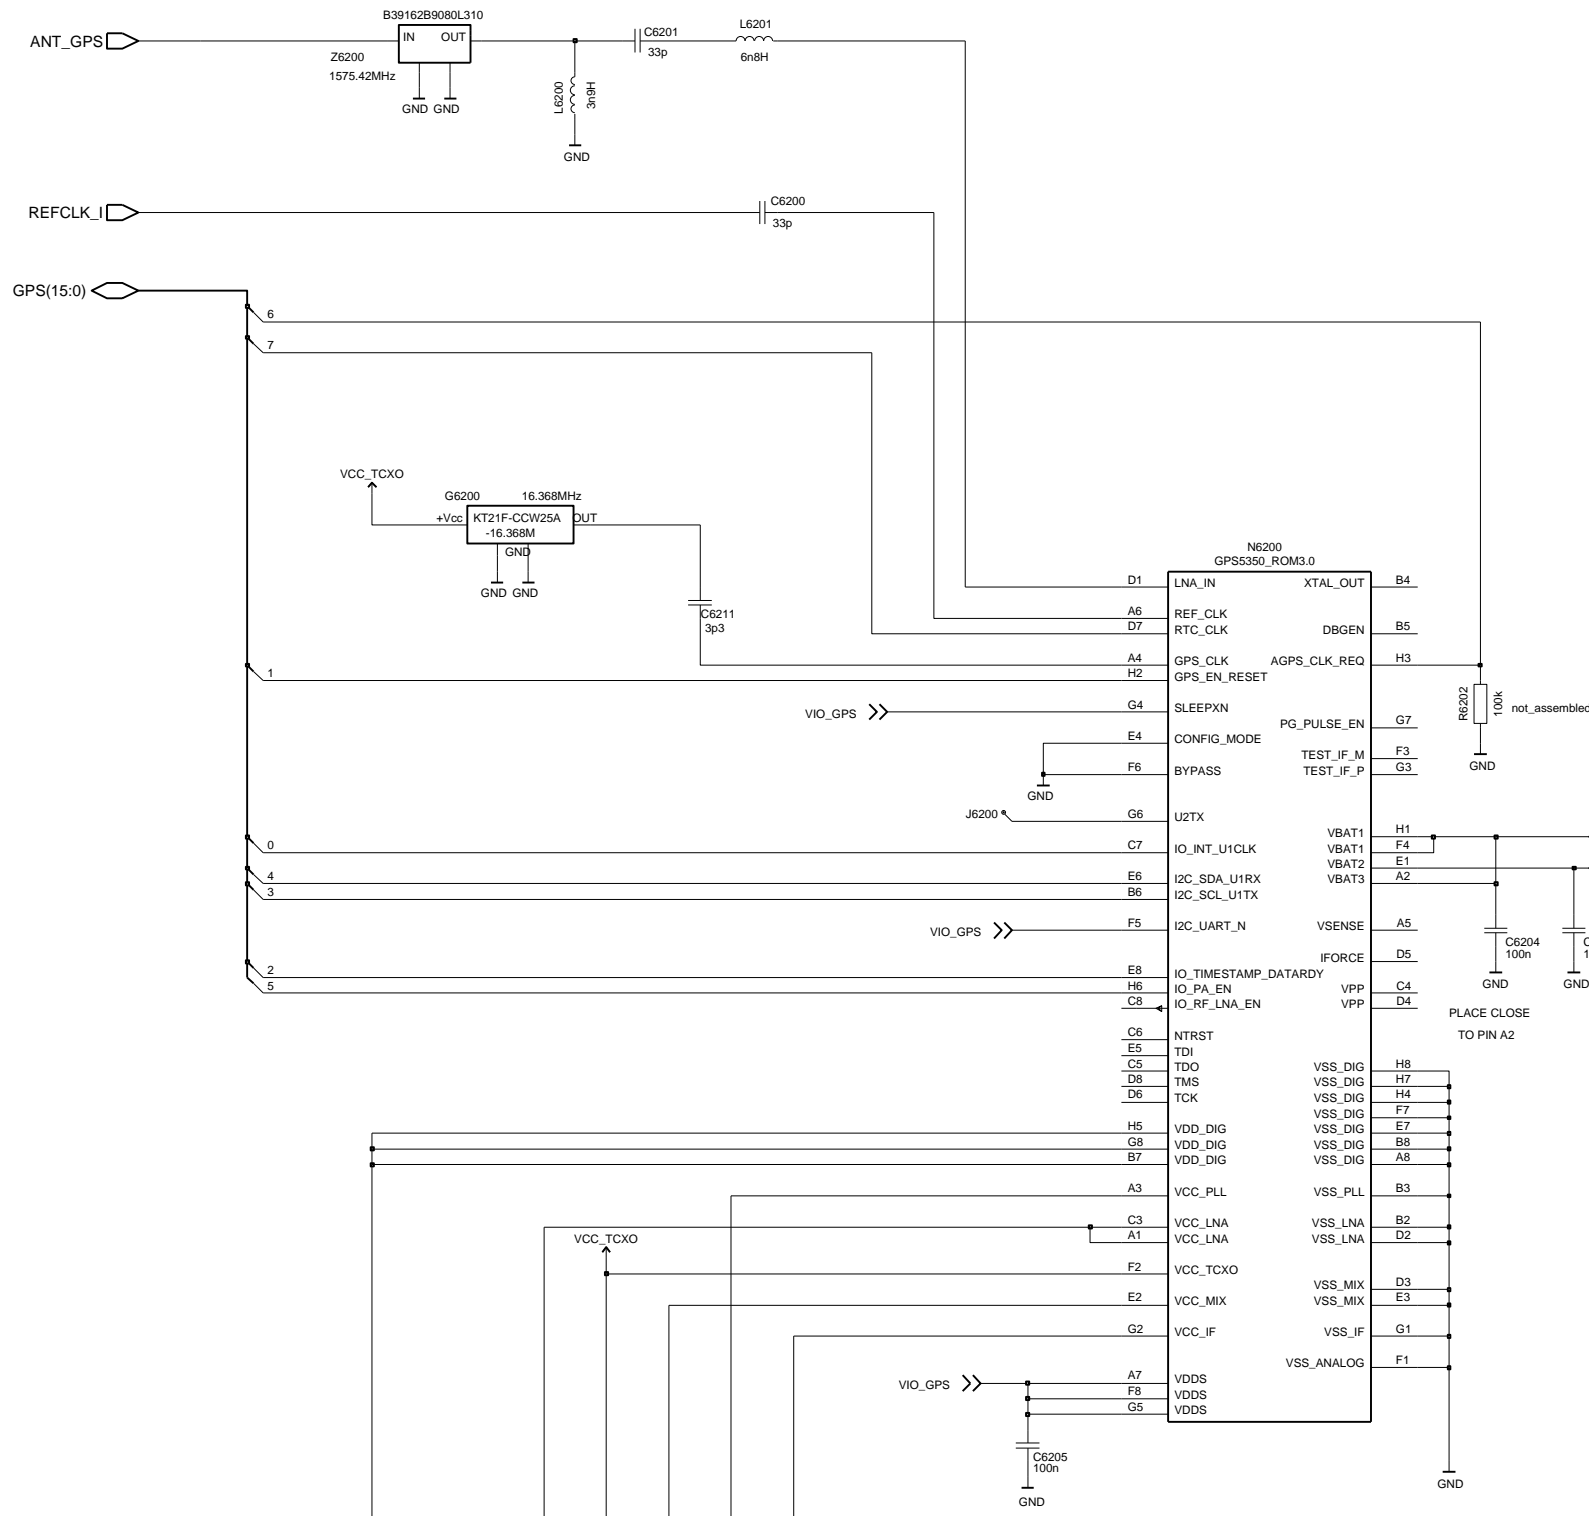 B39162B9080L310
ANT_GPS
IN OUT
Z6200
1575.42MHz
GND GND
C6201
33p
L6201
6n8H
L6200
3n9H
GND
REFCLK_I
C6200
33p
GPS(15:0)
6
7
VCC_TCXO
G6200 16.368MHz
+Vcc KT21F-CCW25A OUT
-16.368M
GND
GND GND
C6211
3p3
1
0
4
3
2
5
N6200
GPS5350_ROM3.0
D1 LNA_IN XTAL_OUT B4
A6 REF_CLK
D7 RTC_CLK DBGEN B5
A4 GPS_CLK AGPS_CLK_REQ H3
H2 GPS_EN_RESET
R6202
100k
not_assembled
GND
VIO_GPS G4 SLEEPXN
PG_PULSE_EN G7
E4 CONFIG_MODE
TEST_IF_M F3
F6 BYPASS TEST_IF_P G3
GND
J6200 G6 U2TX
VBAT1 H1
C7 IO_INT_U1CLK VBAT1 F4
VBAT2 E1
E6 I2C_SDA_U1RX VBAT3 A2
B6 I2C_SCL_U1TX
VIO_GPS F5 I2C_UART_N VSENSE A5
C6204
100n
GND
C
1
GND
IFORCE D5
E8 IO_TIMESTAMP_DATARDY
H6 IO_PA_EN VPP C4
C8 IO_RF_LNA_EN VPP D4
PLACE CLOSE
TO PIN A2
C6 NTRST
E5 TDI
C5 TDO VSS_DIG H8
D8 TMS VSS_DIG H7
D6 TCK VSS_DIG H4
VSS_DIG F7
H5 VDD_DIG VSS_DIG E7
G8 VDD_DIG VSS_DIG B8
B7 VDD_DIG VSS_DIG A8
A3 VCC_PLL VSS_PLL B3
C3 VCC_LNA VSS_LNA B2
A1 VCC_LNA VSS_LNA D2
VCC_TCXO
F2 VCC_TCXO
VSS_MIX D3
E2 VCC_MIX VSS_MIX E3
G2 VCC_IF VSS_IF G1
VSS_ANALOG F1
VIO_GPS A7 VDDS
F8 VDDS
G5 VDDS
C6205
100n
GND
GND